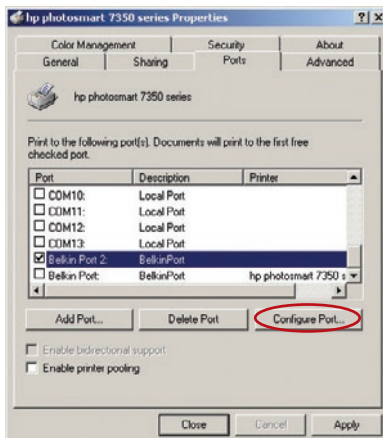 hp photosmart 7350 series Properties
Color Management Security About
General Sharing Ports Advanced
hp photosmart 7350 series
Print to the following port(s). Documents will print to the first free
checked port.
Port Description Printer
COM10: Local Port
COM11: Local Port
COM12: Local Port
COM13: Local Port
Belkin Port 2: BelkinPort
Belkin Port: BelkinPort hp photosmart 7350 s
Add Port... Delete Port Configure Port...
Enable bidirectional support
Enable printer pooling
Close Cancel Apply